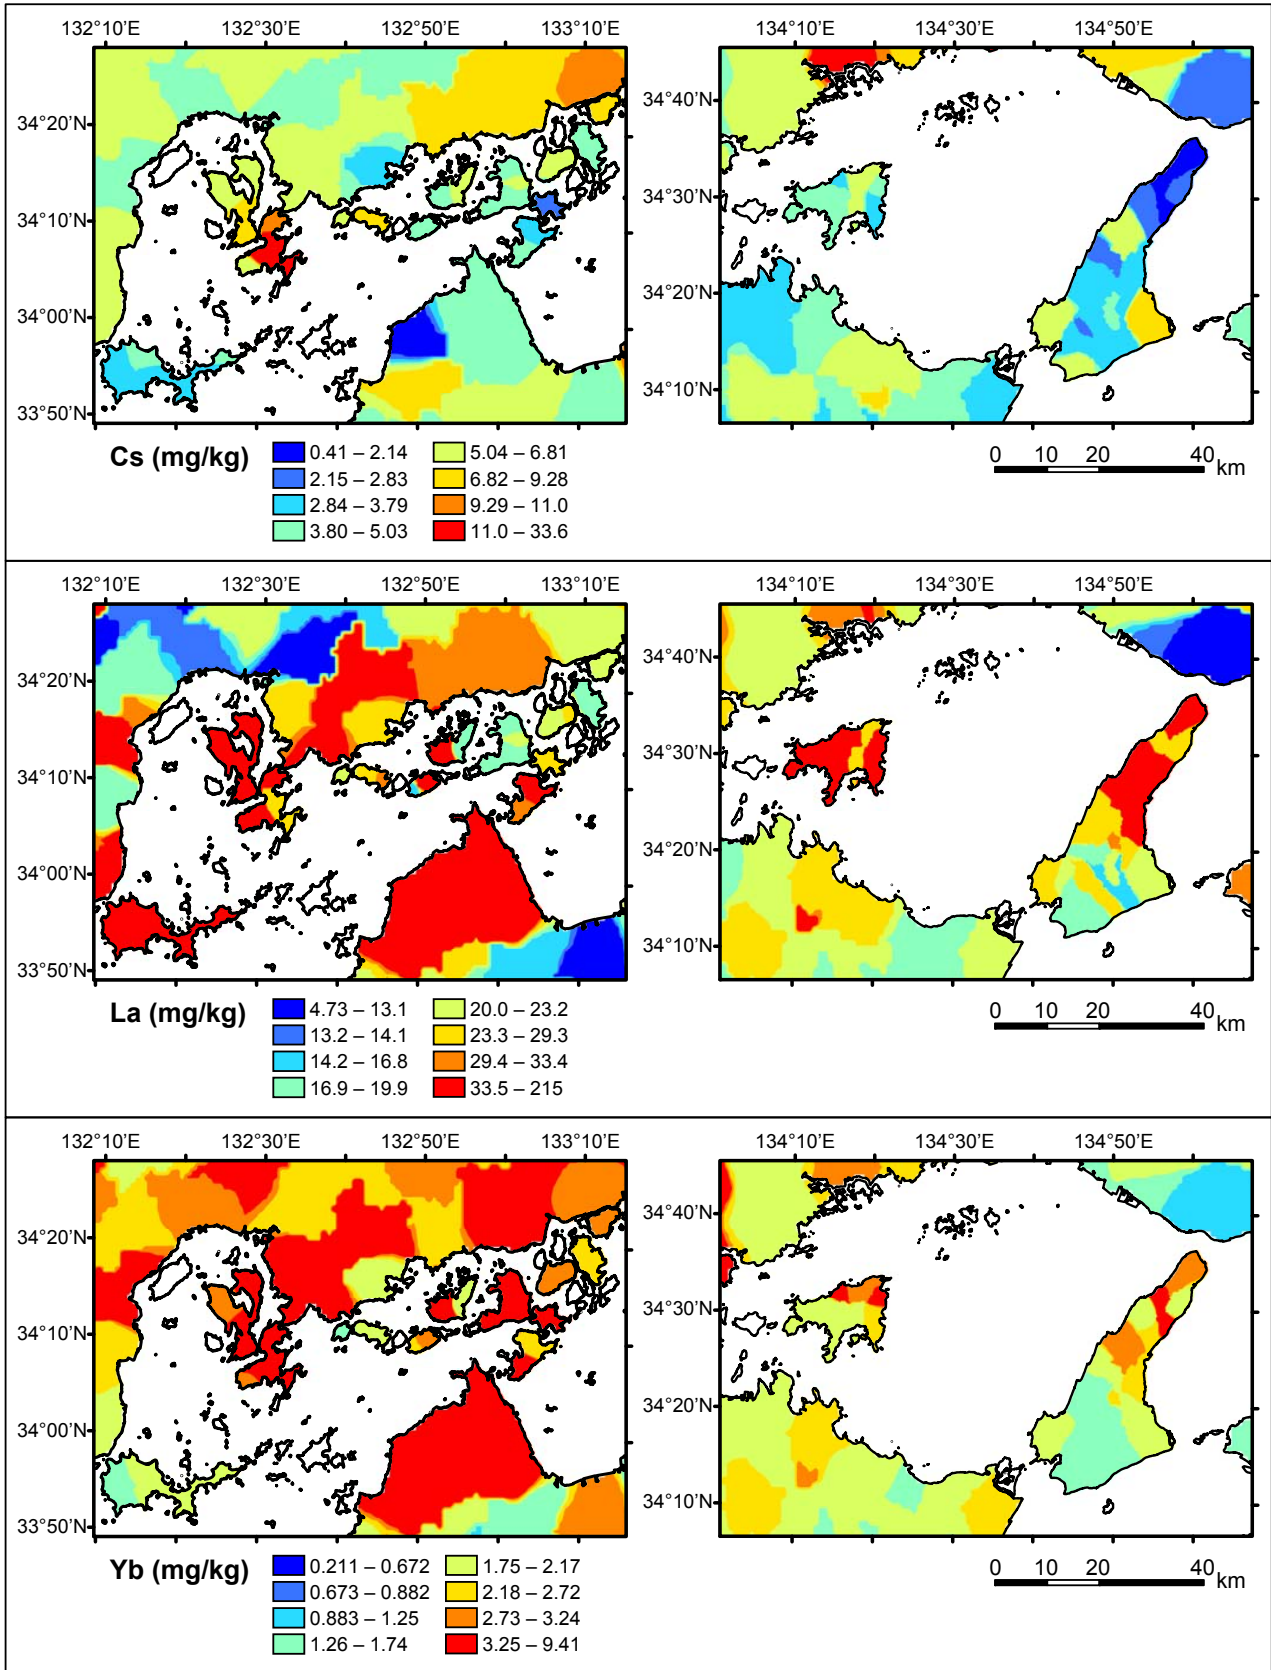 132°10'E 132°30'E 132°50'E 133°10'E 134°10'E 134°30'E 134°50'E
34°20'N
34°10'N
34°00'N
33°50'N
34°40'N
34°30'N
34°20'N
34°10'N
Cs (mg/kg)
0.41 – 2.14 5.04 – 6.81
2.15 – 2.83 6.82 – 9.28
2.84 – 3.79 9.29 – 11.0
3.80 – 5.03 11.0 – 33.6
0 10 20 40 km
132°10'E 132°30'E 132°50'E 133°10'E 134°10'E 134°30'E 134°50'E
34°20'N
34°10'N
34°00'N
33°50'N
34°40'N
34°30'N
34°20'N
34°10'N
La (mg/kg)
4.73 – 13.1 20.0 – 23.2
13.2 – 14.1 23.3 – 29.3
14.2 – 16.8 29.4 – 33.4
16.9 – 19.9 33.5 – 215
0 10 20 40 km
132°10'E 132°30'E 132°50'E 133°10'E 134°10'E 134°30'E 134°50'E
34°20'N
34°10'N
34°00'N
33°50'N
34°40'N
34°30'N
34°20'N
34°10'N
Yb (mg/kg)
0.211 – 0.672 1.75 – 2.17
0.673 – 0.882 2.18 – 2.72
0.883 – 1.25 2.73 – 3.24
1.26 – 1.74 3.25 – 9.41
0 10 20 40 km